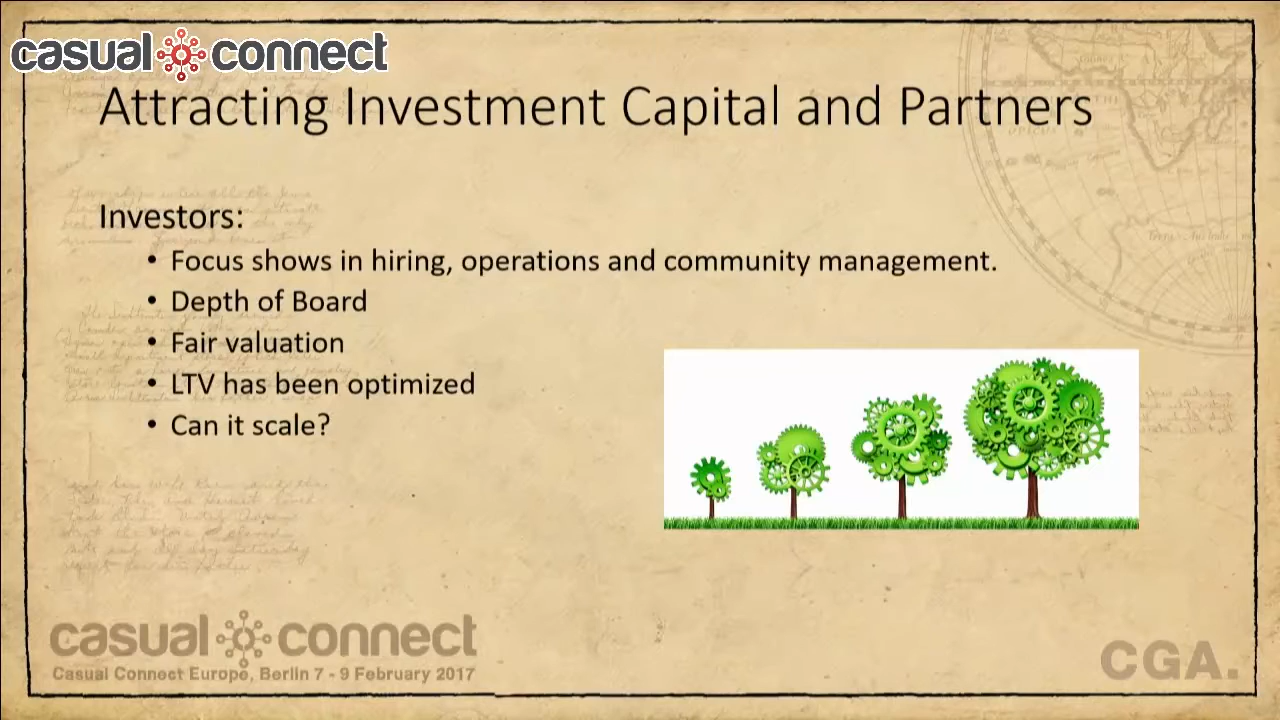 casual connect
Attracting Investment Capital and Partners
Investors:
• Focus shows in hiring, operations and community management.
• Depth of Board
• Fair valuation
• LTV has been optimized
• Can it scale?
casual connect
Casual Connect Europe, Berlin 7 - 9 February 2017
CGA.